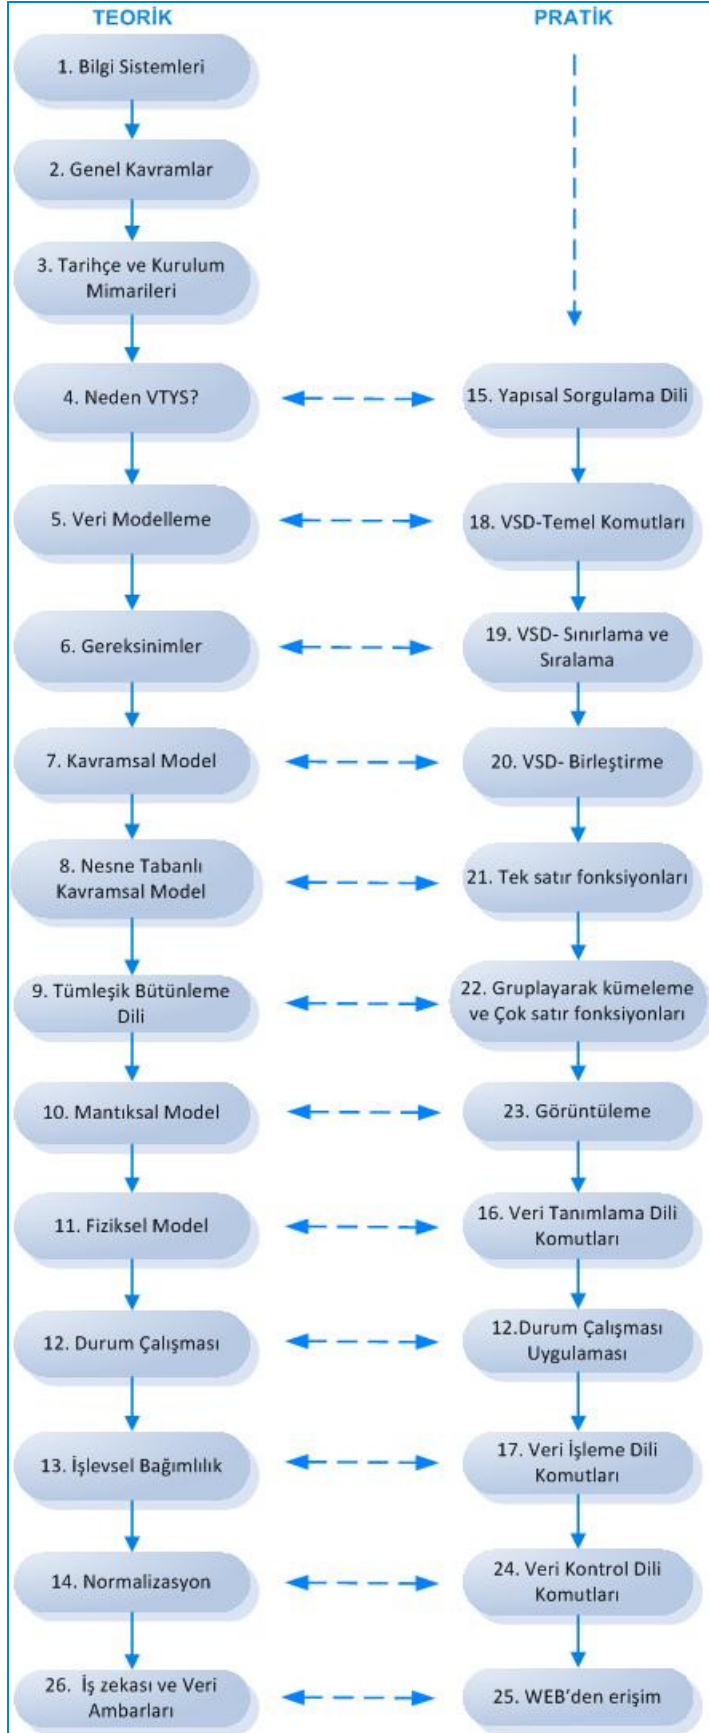 TEORİK
1. Bilgi Sistemleri
2. Genel Kavramlar
3. Tarihçe ve Kurulum
Mimarileri
4. Neden VTYS?
5. Veri Modelleme
6. Gereksinimler
7. Kavramsal Model
8. Nesne Tabanlı
Kavramsal Model
9. Tümleşik Bütünleme
Dili
10. Mantıksal Model
11. Fiziksel Model
12. Durum Çalışması
13. İşlevsel Bağımlılık
14. Normalizasyon
26. İş zekası ve Veri
Ambarları
PRATİK
15. Yapısal Sorgulama Dili
18. VSD-Temel Komutları
19. VSD- Sınırlama ve
Sıralama
20. VSD- Birleştirme
21. Tek satır fonksiyonları
22. Gruplayarak kümeleme
ve Çok satır fonksiyonları
23. Görüntüleme
16. Veri Tanımlama Dili
Komutları
12.Durum Çalışması
Uygulaması
17. Veri İşleme Dili
Komutları
24. Veri Kontrol Dili
Komutları
25. WEB'den erişim